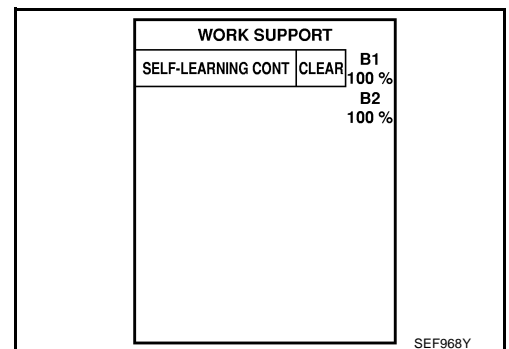 WORK SUPPORT
SELF-LEARNING CONT CLEAR B1
100 %
B2
100 %
SEF968Y